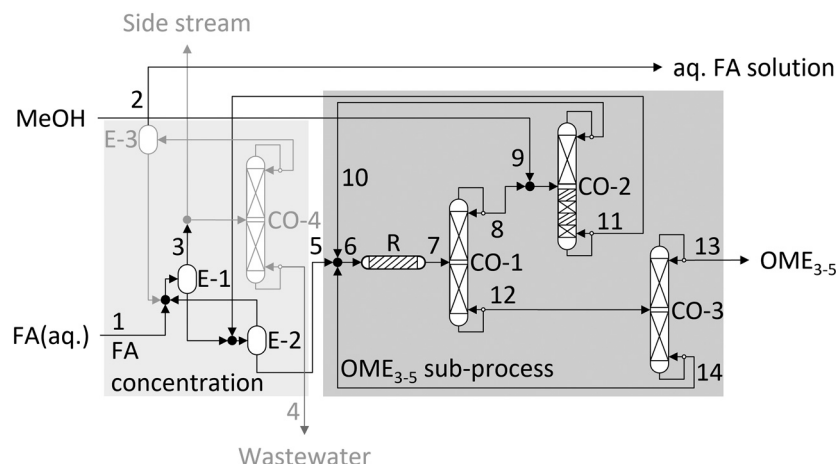 Side stream
2
aq. FA solution
MeOH
E-3
9
CO-2
10
CO-4
8
11
3
5
6
R
7
CO-1
13
OME3-5
E-1
12
CO-3
1
FA(aq.)
FA
E-2
concentration
OME3-5 sub-process
14
4
Wastewater